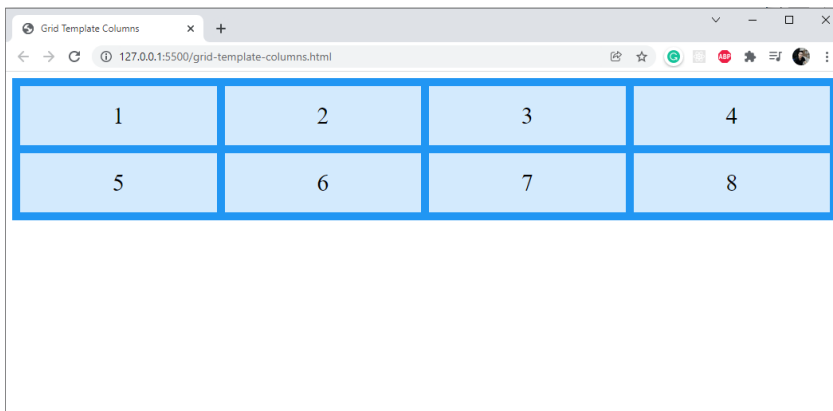 Grid Template Columns
127.0.0.1:5500/grid-template-columns.html
ABP
1 2 3 4
5 6 7 8